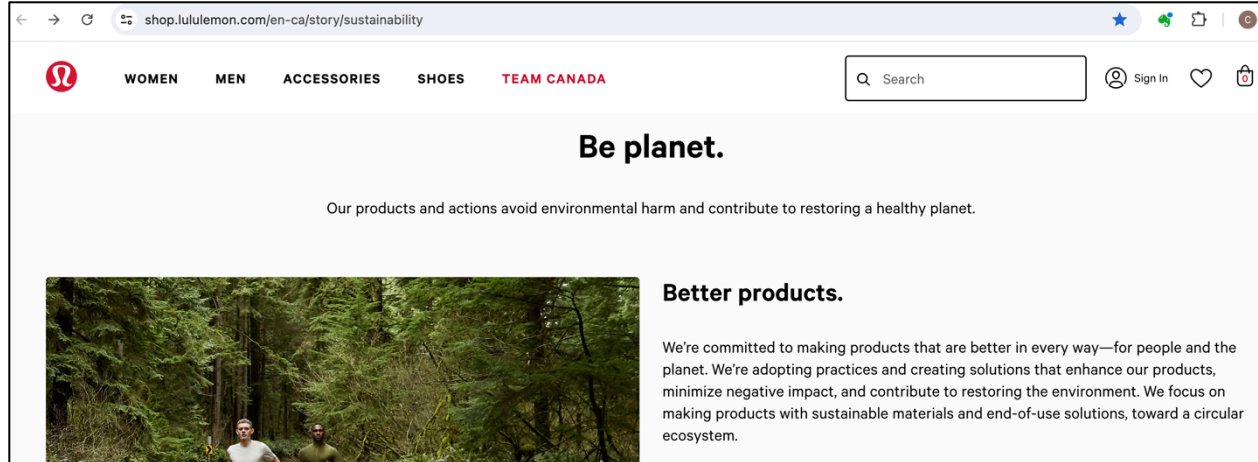 shop.lululemon.com/en-ca/story/sustainability
C
WOMEN MEN ACCESSORIES SHOES TEAM CANADA Search Sign In 0
Be planet.
Our products and actions avoid environmental harm and contribute to restoring a healthy planet.
Better products.
We're committed to making products that are better in every way—for people and the
planet. We're adopting practices and creating solutions that enhance our products,
minimize negative impact, and contribute to restoring the environment. We focus on
making products with sustainable materials and end-of-use solutions, toward a circular
ecosystem.